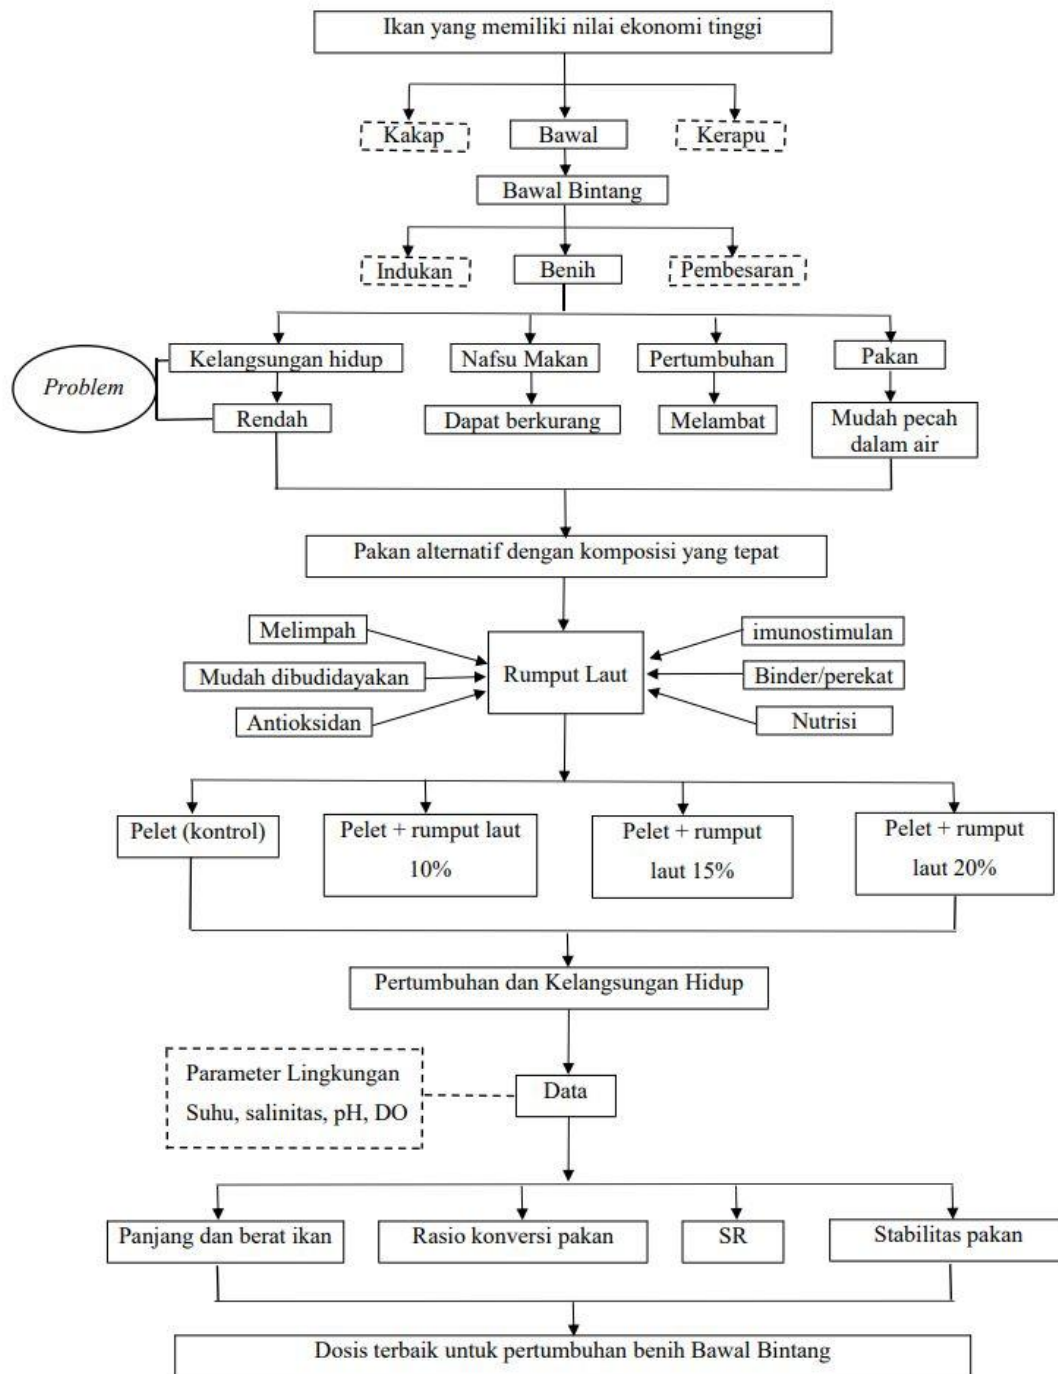 Ikan yang memiliki nilai ekonomi tinggi
Kakap
Bawal
Kerapu
Bawal Bintang
Indukan
Benih
Pembesaran
Problem
Kelangsungan hidup
Nafsu Makan
Pertumbuhan
Pakan
Rendah
Dapat berkurang
Melambat
Mudah pecah
dalam air
Pakan alternatif dengan komposisi yang tepat
Melimpah
Mudah dibudidayakan
Antioksidan
Rumput Laut
imunostimulan
Binder/perekat
Nutrisi
Pelet (kontrol)
Pelet + rumput laut
10%
Pelet + rumput
laut 15%
Pelet + rumput
laut 20%
Pertumbuhan dan Kelangsungan Hidup
Parameter Lingkungan
Suhu, salinitas, pH, DO
Data
Panjang dan berat ikan
Rasio konversi pakan
SR
Stabilitas pakan
Dosis terbaik untuk pertumbuhan benih Bawal Bintang